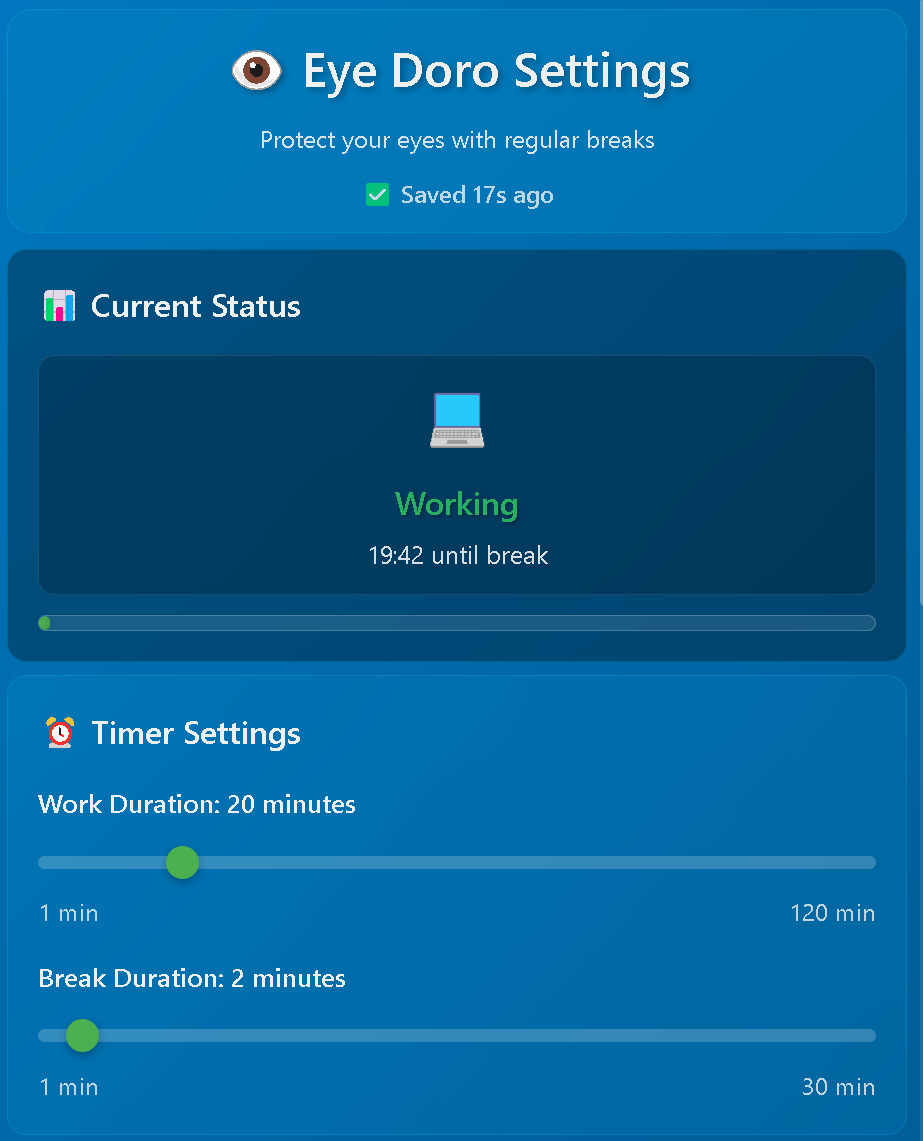 Eye Doro Settings
Protect your eyes with regular breaks
Saved 17s ago
Current Status
Working
19:42 until break
Timer Settings
Work Duration: 20 minutes
1 min
120 min
Break Duration: 2 minutes
1 min
30 min